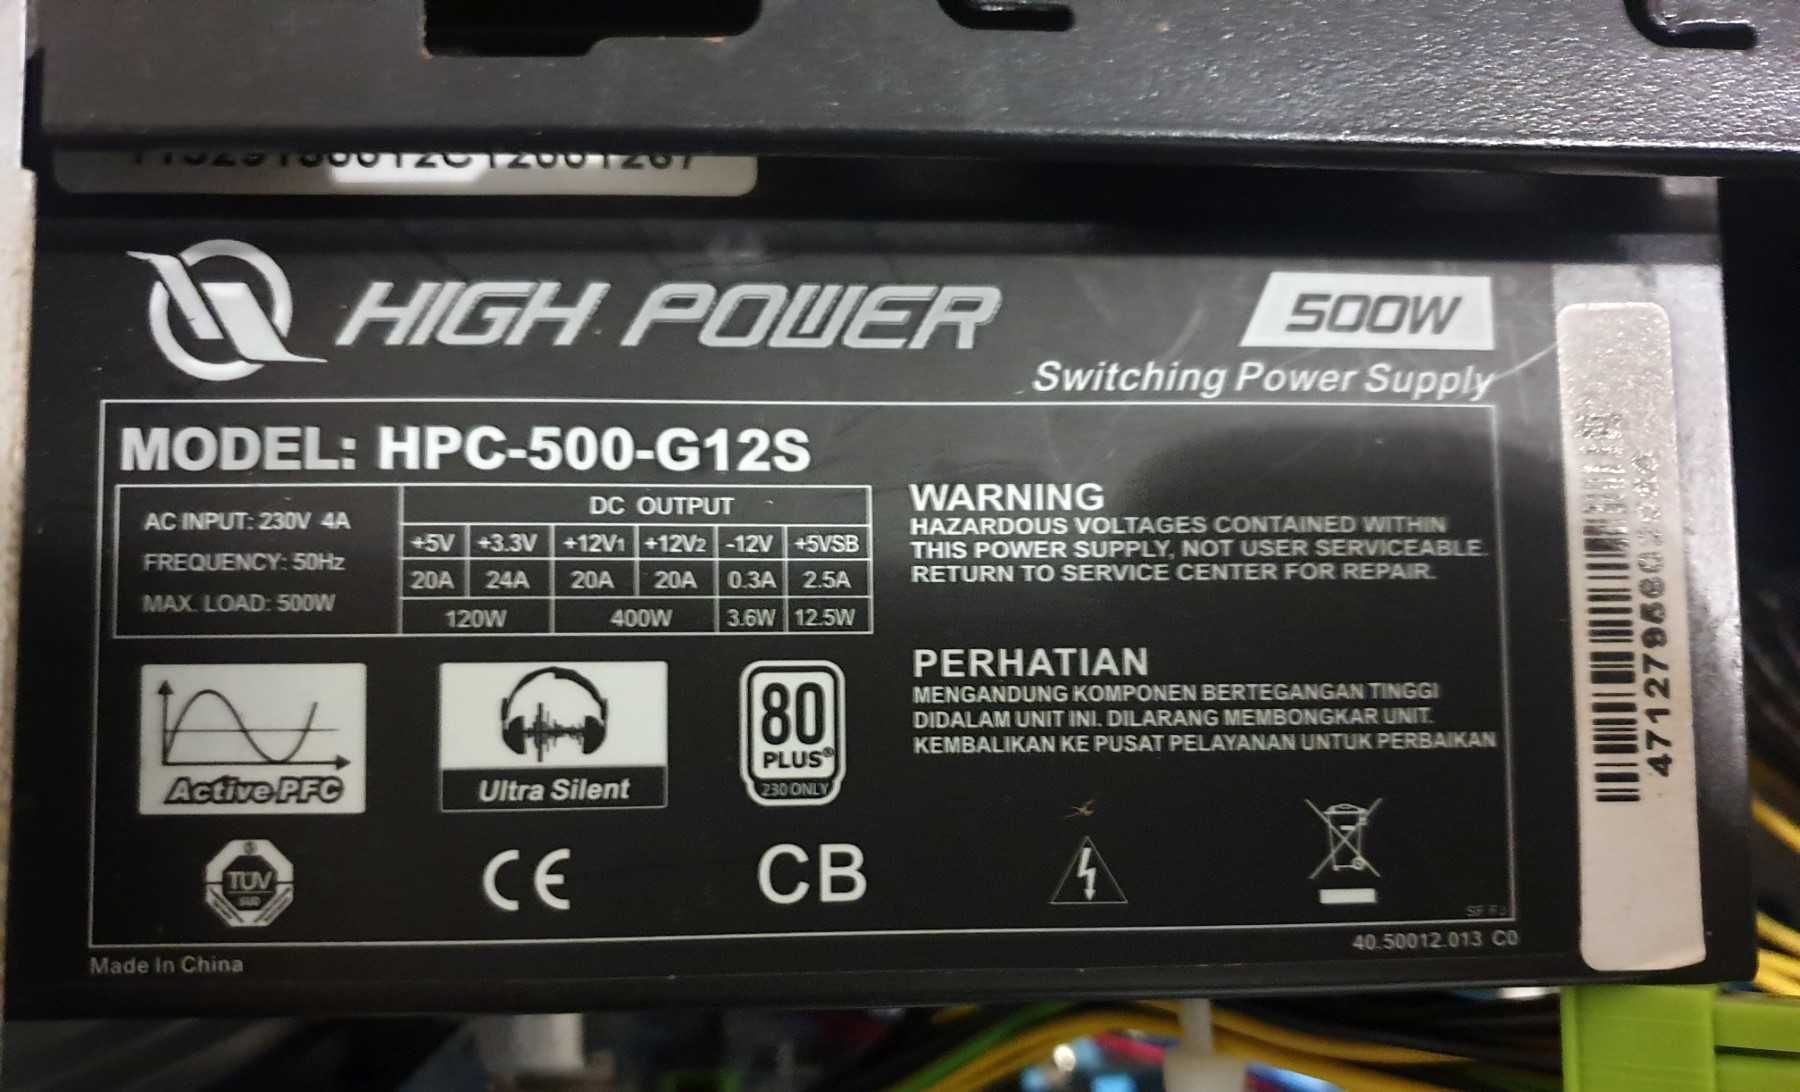 HIGH POWER
500W
Switching Power Supply
MODEL: HPC-500-G12S
AC INPUT: 230V 4A
FREQUENCY: 50Hz
MAX. LOAD: 500W
DC OUTPUT
+5V +3.3V +12V1 +12V2 -12V +5VSB
20A 24A 20A 20A 0.3A 2.5A
120W 400W 3.6W 12.5W
WARNING
HAZARDOUS VOLTAGES CONTAINED WITHIN
THIS POWER SUPPLY, NOT USER SERVICEABLE.
RETURN TO SERVICE CENTER FOR REPAIR.
PERHATIAN
MENGANDUNG KOMPONEN BERTEGANGAN TINGGI
DIDALAM UNIT INI. DILARANG MEMBONGKAR UNIT.
KEMBALIKAN KE PUSAT PELAYANAN UNTUK PERBAIKAN
Active PFC
Ultra Silent
80
PLUS®
230 ONLY
TÜV
SÜD
CE
CB
40.50012.013 C0
Made In China